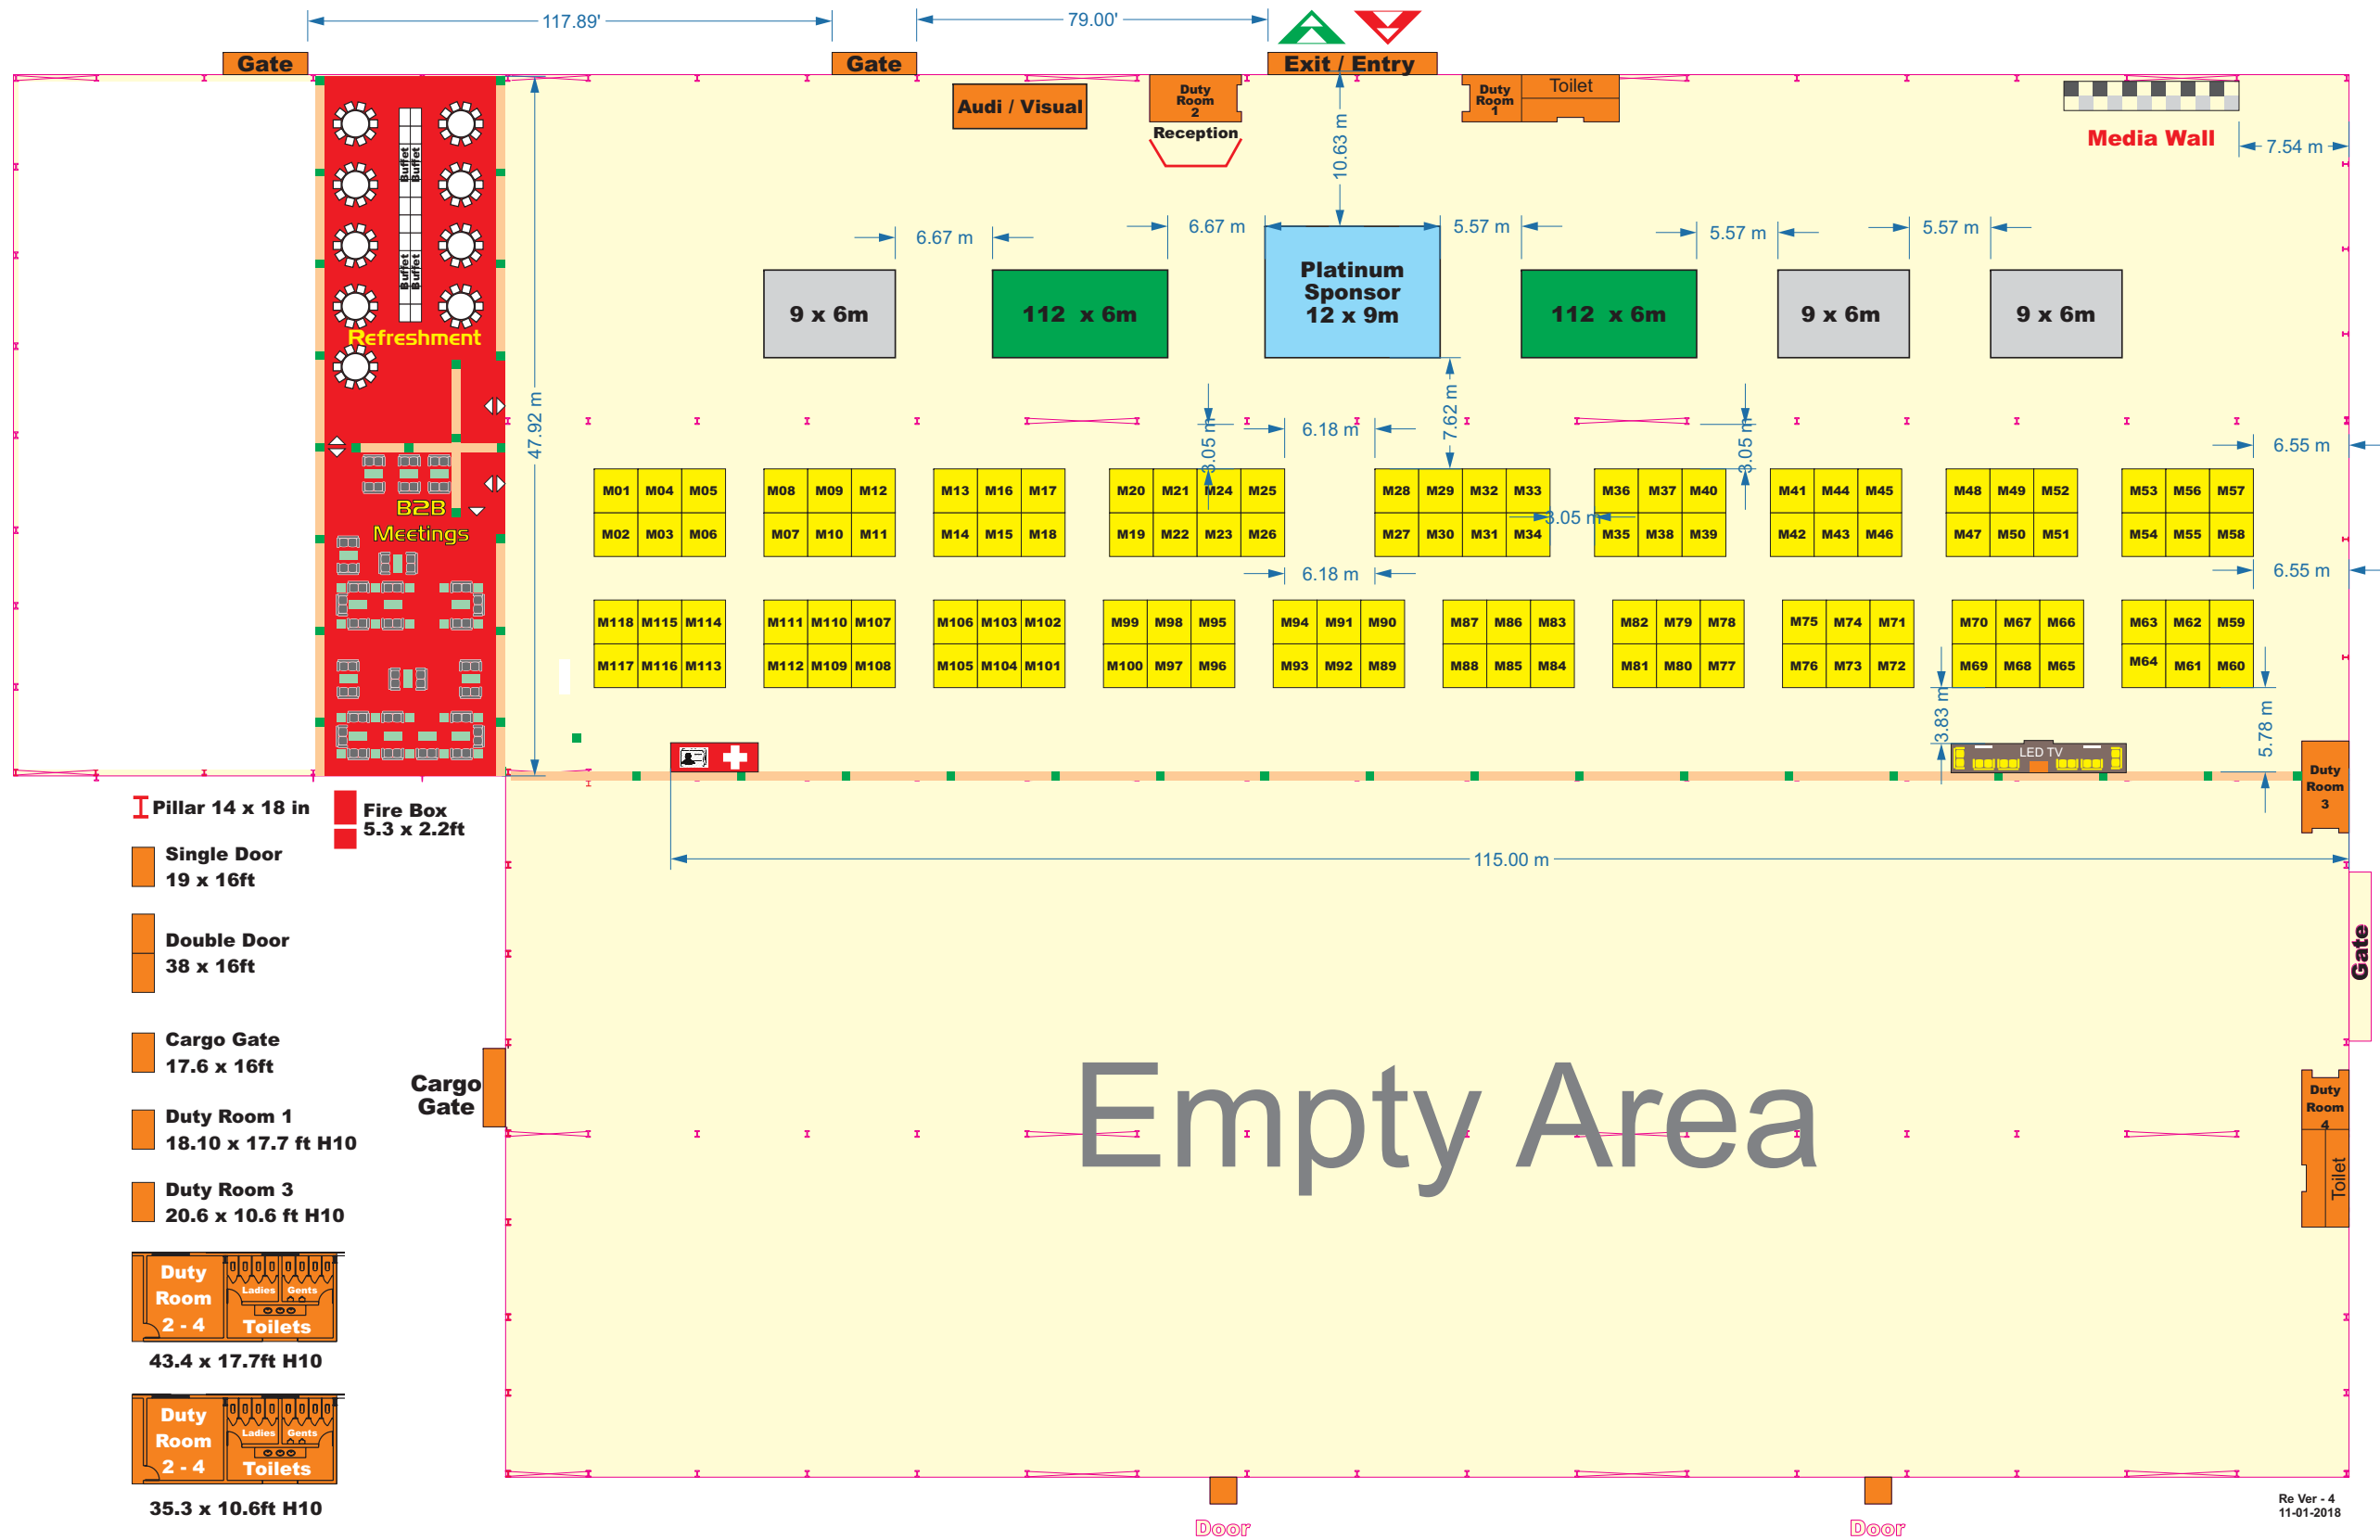 117.89'
79.00'
Gate
Gate
Exit / Entry
Audi / Visual
Duty
Room
2
Reception
Duty
Room
1
Toilet
10.63 m
Media Wall
7.54 m
Buffet
Buffet
Buffet
Buffet
Refreshment
6.67 m
6.67 m
5.57 m
5.57 m
5.57 m
9 x 6m
112 x 6m
Platinum
Sponsor
12 x 9m
112 x 6m
9 x 6m
9 x 6m
47.92 m
3.05 m
6.18 m
7.62 m
3.05 m
6.55 m
B2B
Meetings
M01 M04 M05 M08 M09 M12 M13 M16 M17 M20 M21 M24 M25 M28 M29 M32 M33 M36 M37 M40 M41 M44 M45 M48 M49 M52 M53 M56 M57
3.05 m
M02 M03 M06 M07 M10 M11 M14 M15 M18 M19 M22 M23 M26 M27 M30 M31 M34 M35 M38 M39 M42 M43 M46 M47 M50 M51 M54 M55 M58
6.18 m
6.55 m
M118 M115 M114 M111 M110 M107 M106 M103 M102 M99 M98 M95 M94 M91 M90 M87 M86 M83 M82 M79 M78 M75 M74 M71 M70 M67 M66 M63 M62 M59
M117 M116 M113 M112 M109 M108 M105 M104 M101 M100 M97 M96 M93 M92 M89 M88 M85 M84 M81 M80 M77 M76 M73 M72 M69 M68 M65 M64 M61 M60
3.83 m
5.78 m
LED TV
Duty
Room
3
115.00 m
Pillar 14 x 18 in
Fire Box
5.3 x 2.2ft
Single Door
19 x 16ft
Double Door
38 x 16ft
Cargo Gate
17.6 x 16ft
Duty Room 1
18.10 x 17.7 ft H10
Duty Room 3
20.6 x 10.6 ft H10
Duty
Room
2 - 4
Ladies
Gents
Toilets
43.4 x 17.7ft H10
Duty
Room
2 - 4
Ladies
Gents
Toilets
35.3 x 10.6ft H10
Cargo
Gate
Empty Area
Gate
Duty
Room
4
Toilet
Door
Door
Re Ver - 4
11-01-2018